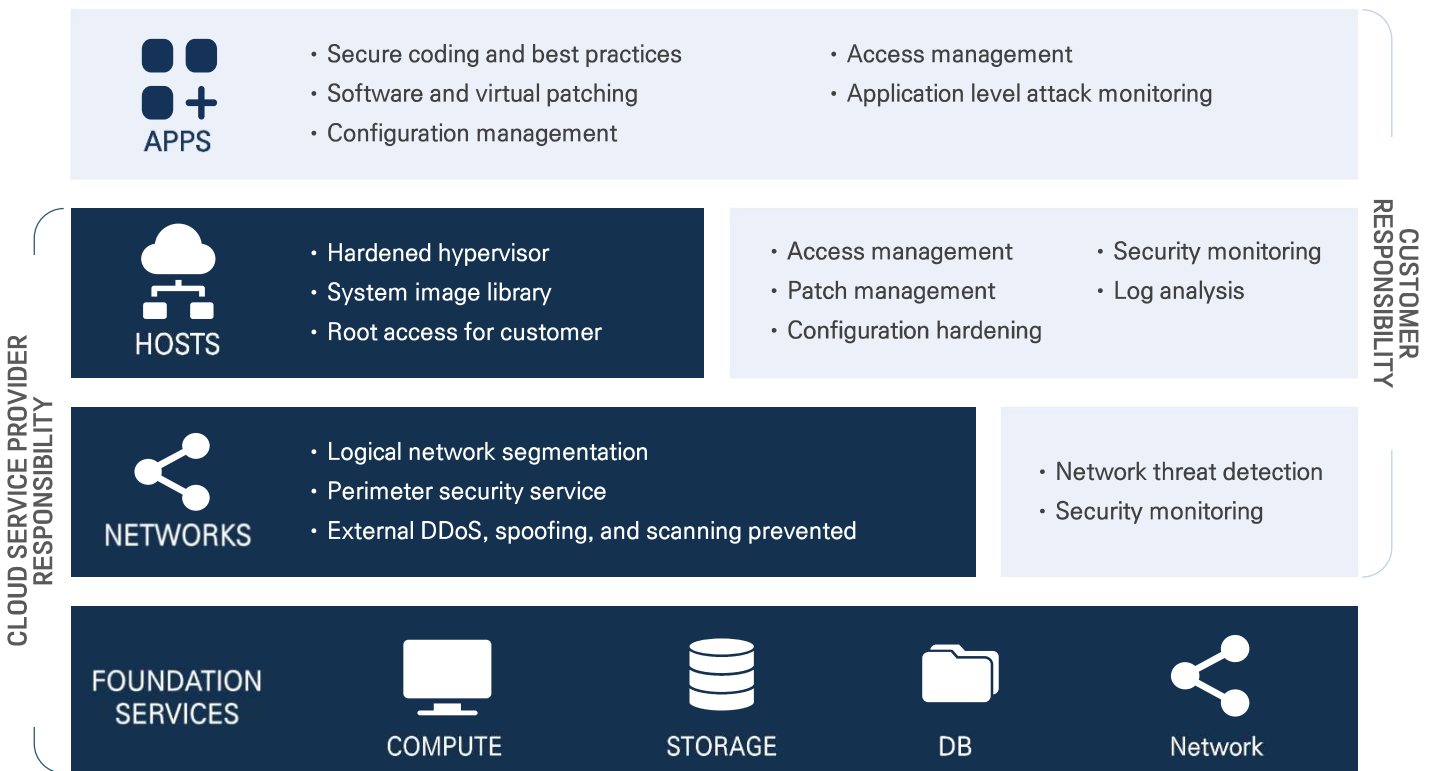 • Secure coding and best practices
• Software and virtual patching
• Configuration management
• Access management
• Application level attack monitoring
APPS
• Hardened hypervisor
• System image library
• Root access for customer
HOSTS
• Access management
• Patch management
• Configuration hardening
• Security monitoring
• Log analysis
CUSTOMER
RESPONSIBILITY
CLOUD SERVICE PROVIDER
RESPONSIBILITY
• Logical network segmentation
• Perimeter security service
• External DDoS, spoofing, and scanning prevented
NETWORKS
• Network threat detection
• Security monitoring
FOUNDATION
SERVICES
COMPUTE
STORAGE
DB
Network